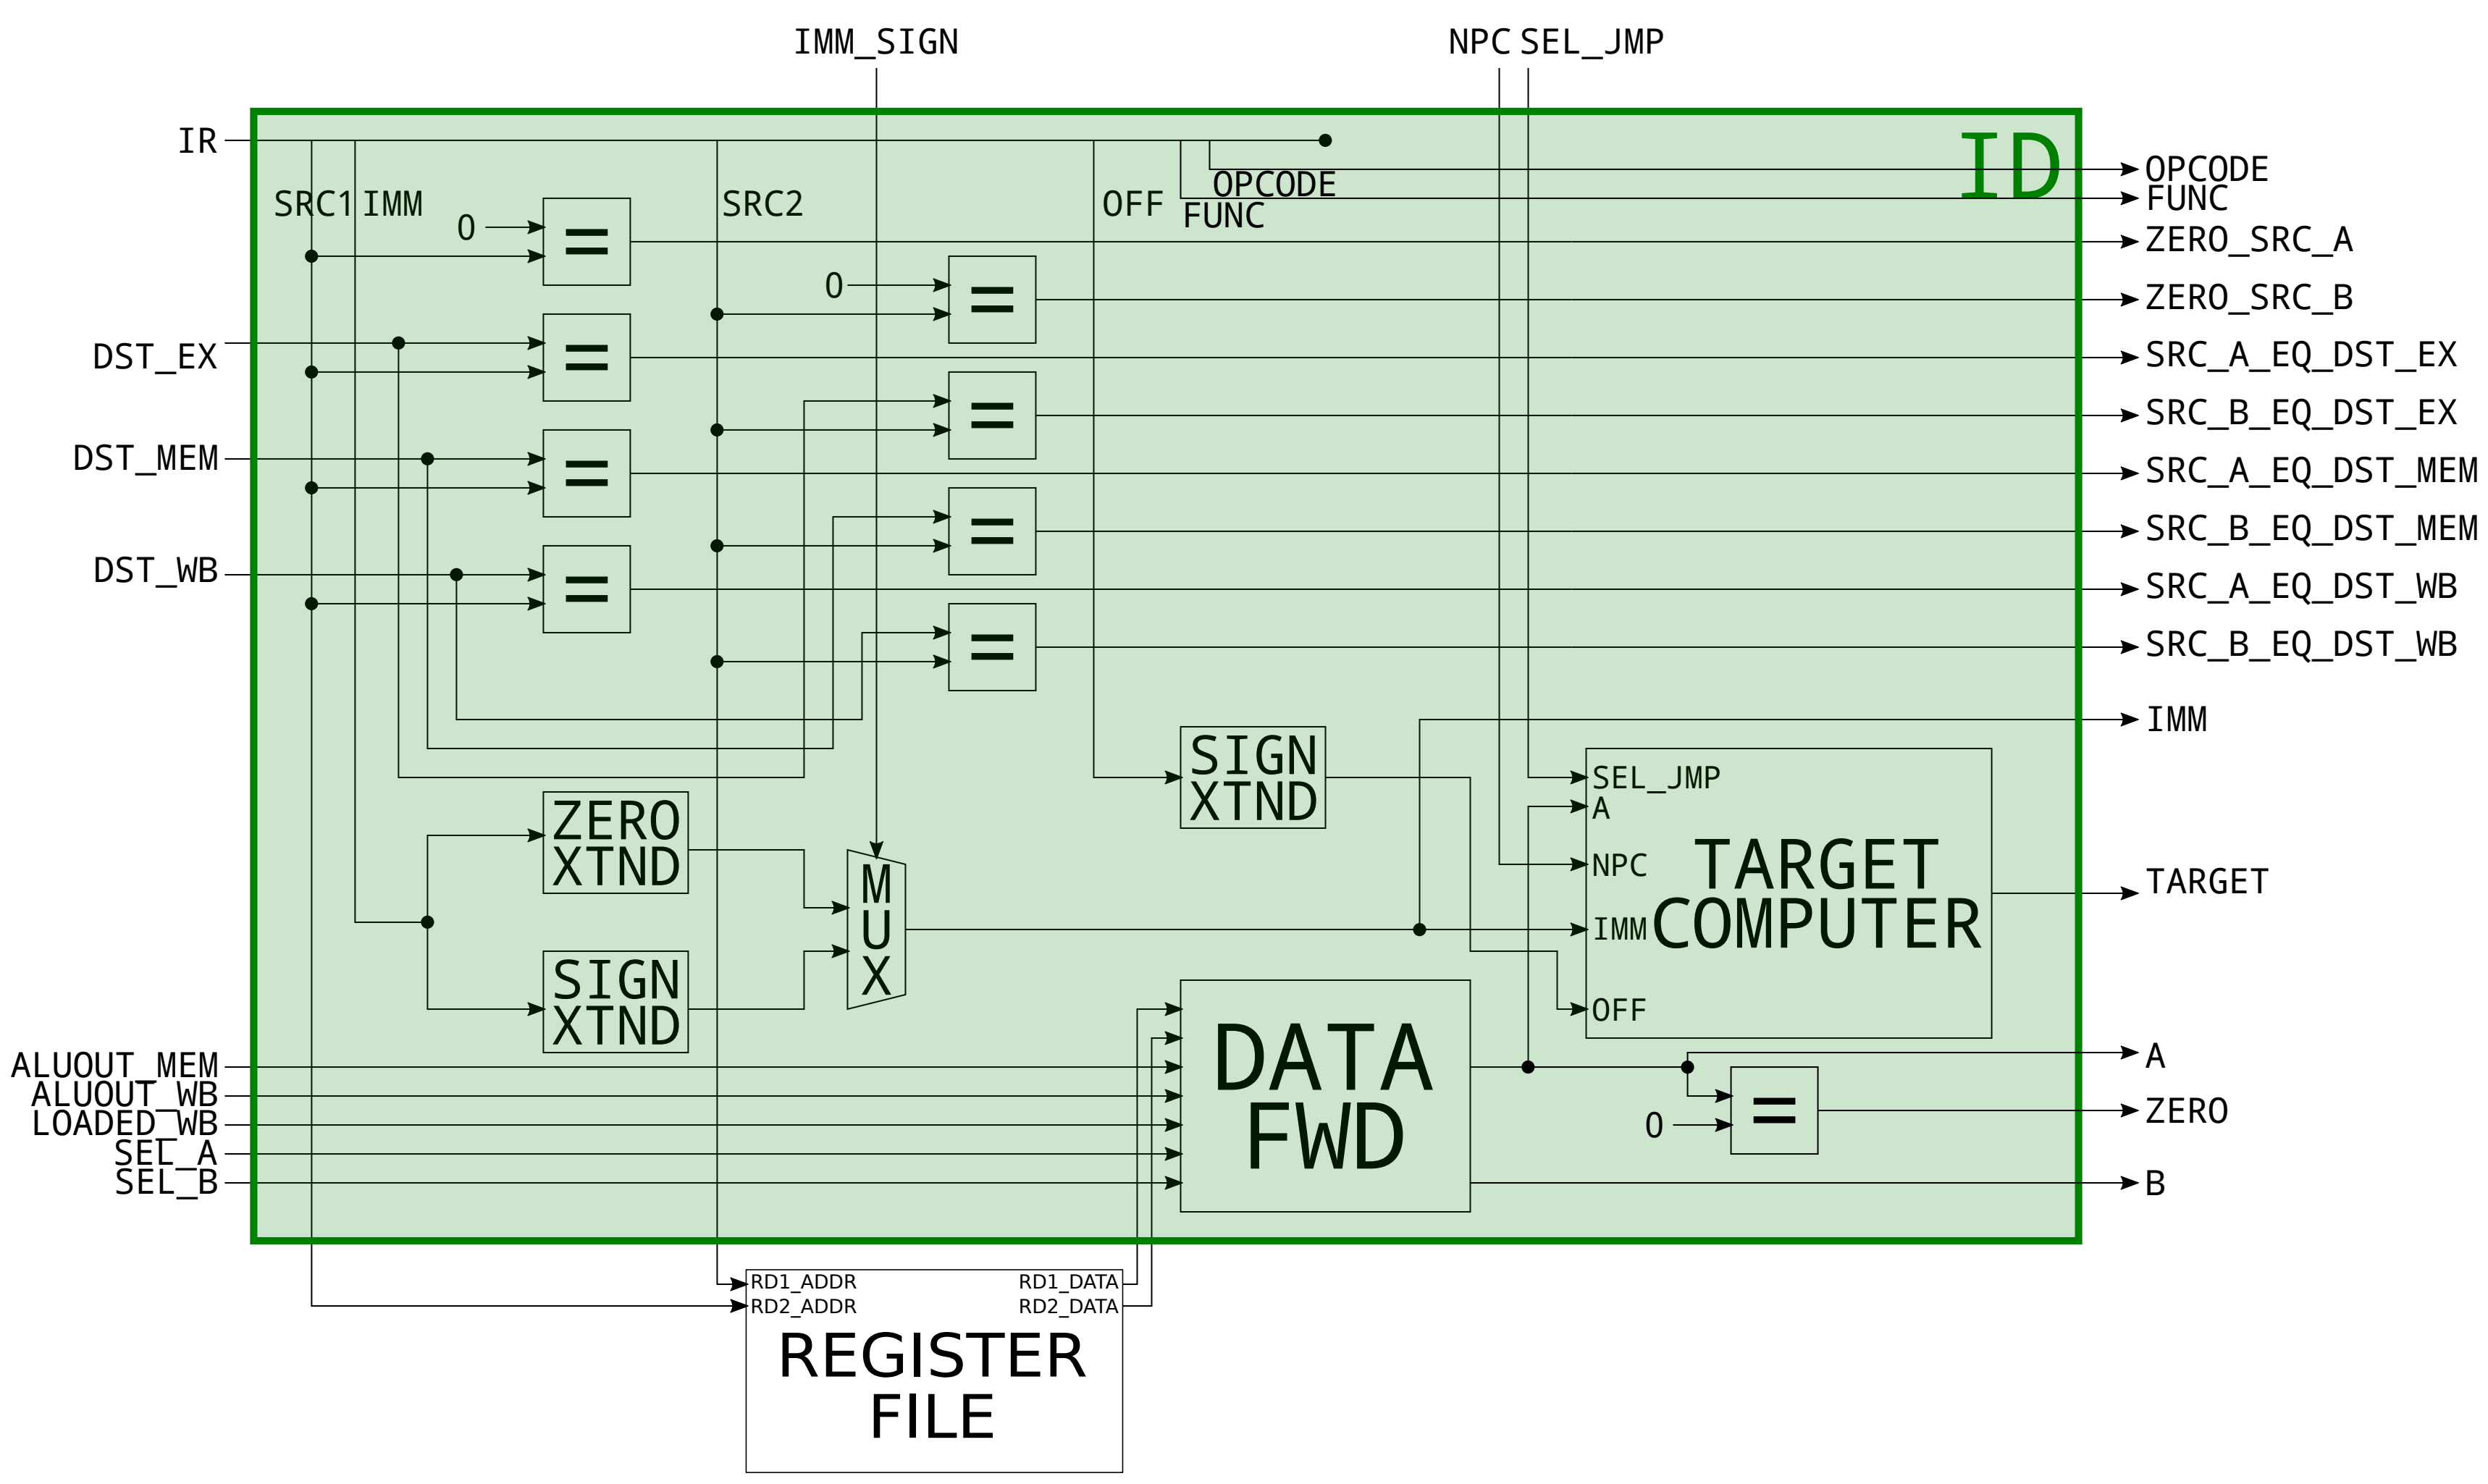 IMM_SIGN
NPC SEL_JMP
IR
ID
OPCODE
FUNC
SRC1 IMM
SRC2
OFF
OPCODE
FUNC
0
=
ZERO_SRC_A
0
=
ZERO_SRC_B
DST_EX
=
SRC_A_EQ_DST_EX
=
SRC_B_EQ_DST_EX
DST_MEM
=
SRC_A_EQ_DST_MEM
=
SRC_B_EQ_DST_MEM
DST_WB
=
SRC_A_EQ_DST_WB
=
SRC_B_EQ_DST_WB
IMM
SIGN
XTND
ZERO
XTND
SIGN
XTND
M
U
X
SEL_JMP
A
NPC
IMM
OFF
TARGET
COMPUTER
TARGET
ALUOUT_MEM
ALUOUT_WB
LOADED_WB
SEL_A
SEL_B
DATA
FWD
A
0
=
ZERO
B
RD1_ADDR
RD1_DATA
RD2_ADDR
RD2_DATA
REGISTER
FILE